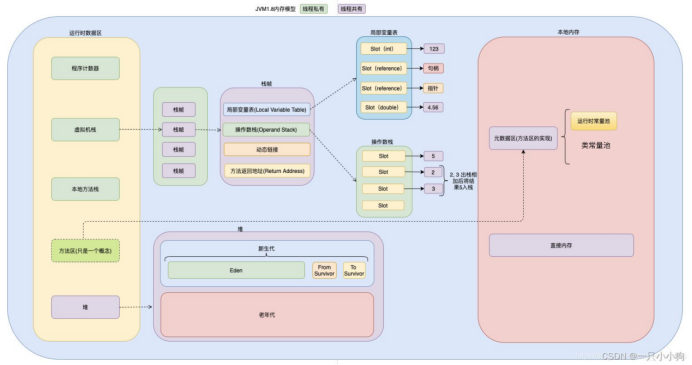 JVM1.8内存模型
线程私有
线程共有
运行时数据区
程序计数器
虚拟机栈
本地方法栈
方法区(只是一个概念)
堆
栈帧
栈帧
栈帧
栈帧
栈帧
局部变量表(Local Variable Table)
操作数栈(Operand Stack)
动态链接
方法返回地址(Return Address)
局部变量表
Slot（int）
123
Slot（reference）
句柄
Slot（reference）
指针
Slot（double）
4.56
操作数栈
Slot
5
Slot
2
Slot
3
Slot
2, 3 出栈相
加后将结
果5入栈
堆
新生代
Eden
From
Survivor
To
Survivor
老年代
本地内存
元数据区(方法区的实现)
运行时常量池
类常量池
直接内存
CSDN @一只小小狗